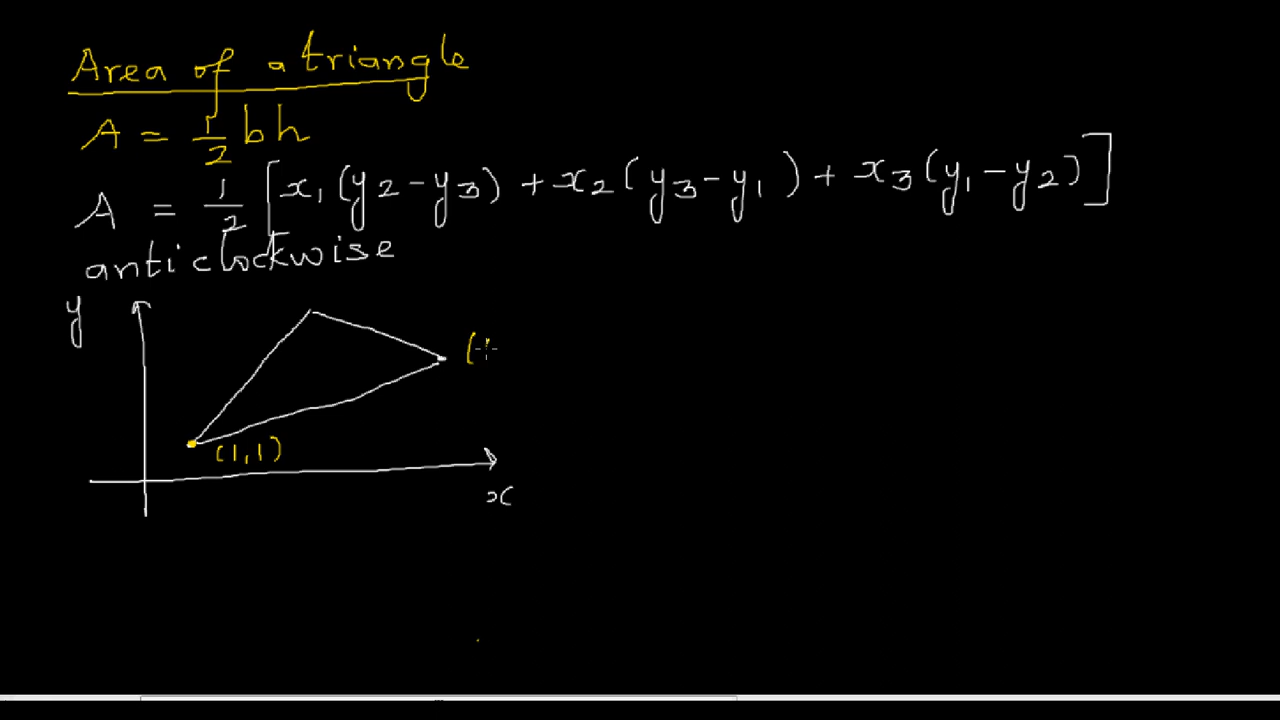 Area of a triangle
A = 1/2 bh
A = 1/2 [x₁(y₂-y₃) + x₂(y₃-y₁) + x₃(y₁-y₂)]
anticlockwise
y
(
(1,1)
x